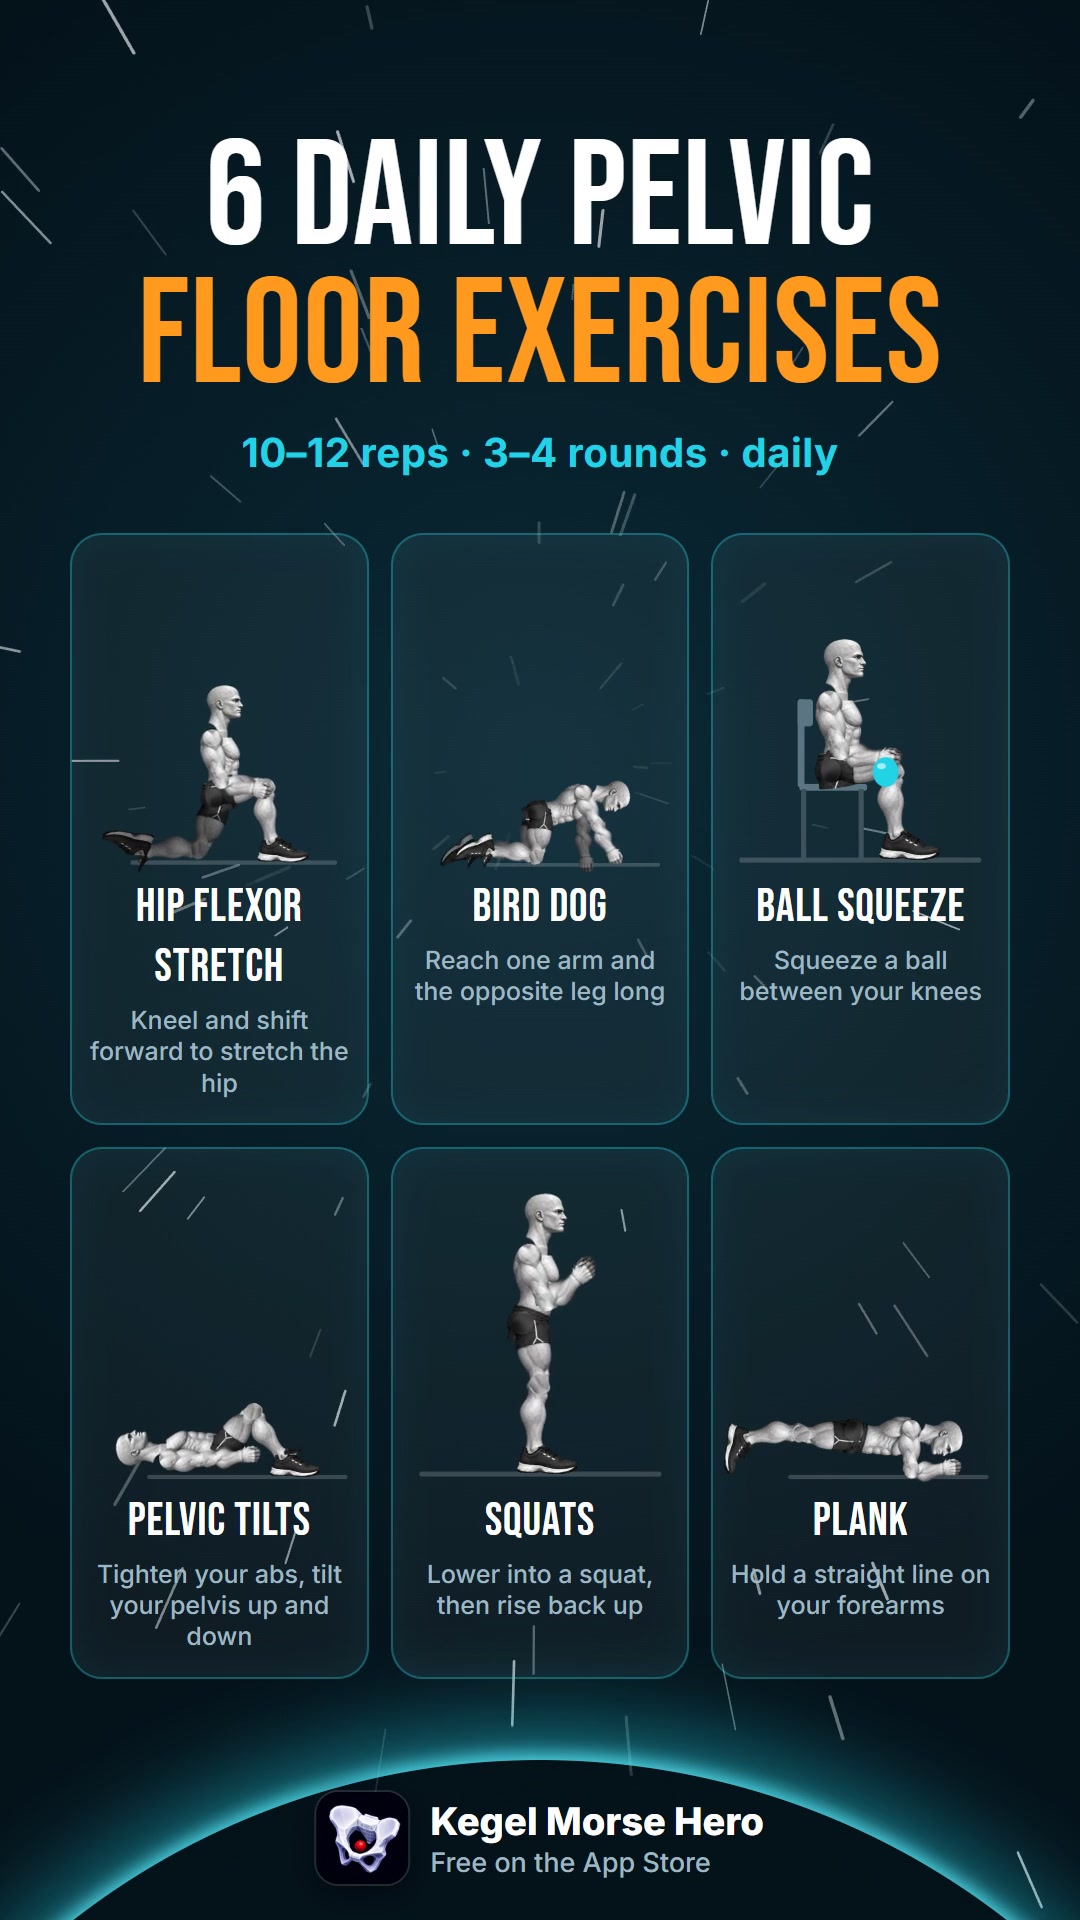 6 DAILY PELVIC
FLOOR EXERCISES
10–12 reps · 3–4 rounds · daily
HIP FLEXOR
STRETCH
Kneel and shift
forward to stretch the
hip
BIRD DOG
Reach one arm and
the opposite leg long
BALL SQUEEZE
Squeeze a ball
between your knees
PELVIC TILTS
Tighten your abs, tilt
your pelvis up and
down
SQUATS
Lower into a squat,
then rise back up
PLANK
Hold a straight line on
your forearms
Kegel Morse Hero
Free on the App Store